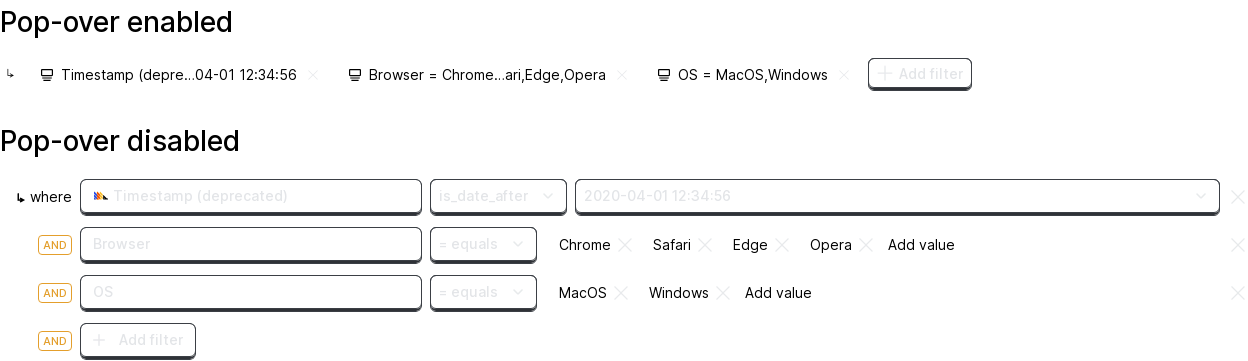 Pop-over enabled
Timestamp (depre...04-01 12:34:56 Browser = Chrome...ari,Edge,Opera OS = MacOS,Windows Add filter
Pop-over disabled
where Timestamp (deprecated) is_date_after 2020-04-01 12:34:56
AND Browser = equals Chrome Safari Edge Opera Add value
AND OS = equals MacOS Windows Add value
AND Add filter